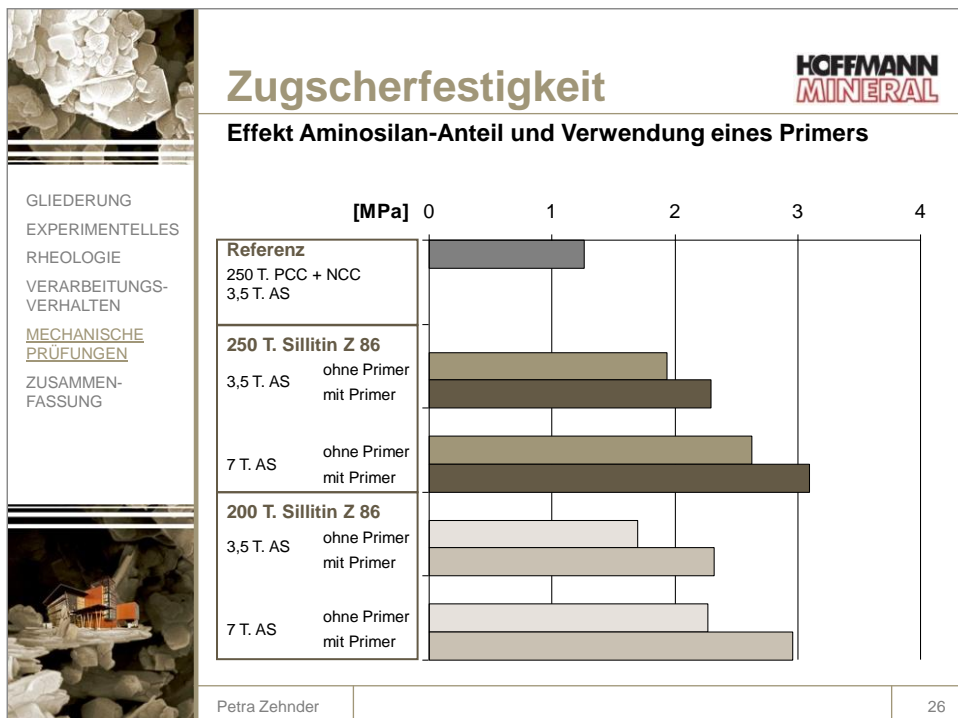 Zugscherfestigkeit
HOFFMANN
MINERAL
Effekt Aminosilan-Anteil und Verwendung eines Primers
GLIEDERUNG
EXPERIMENTELLES
RHEOLOGIE
VERARBEITUNGS-
VERHALTEN
MECHANISCHE
PRÜFUNGEN
ZUSAMMEN-
FASSUNG
[MPa] 0 1 2 3 4
Referenz
250 T. PCC + NCC
3,5 T. AS
250 T. Sillitin Z 86
3,5 T. AS
ohne Primer
mit Primer
7 T. AS
ohne Primer
mit Primer
200 T. Sillitin Z 86
3,5 T. AS
ohne Primer
mit Primer
7 T. AS
ohne Primer
mit Primer
Petra Zehnder
26